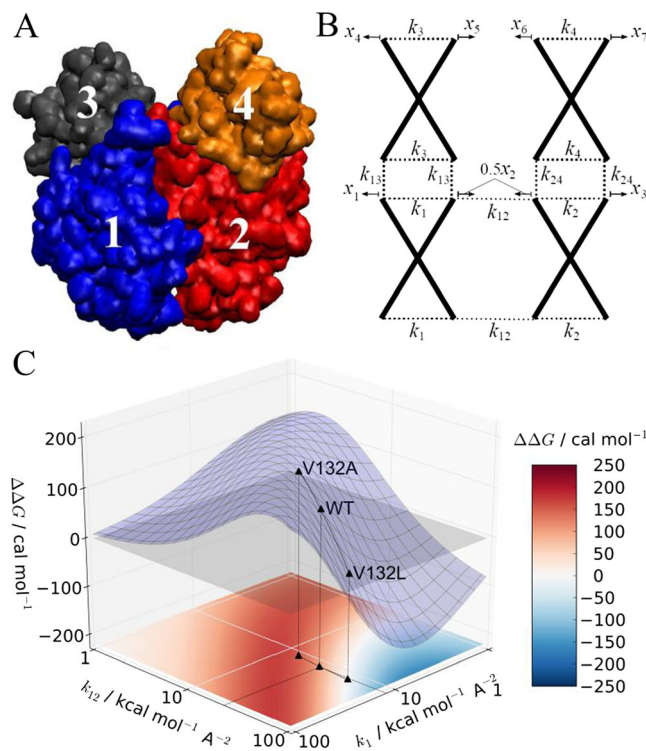 A
3
4
1
2
B
x4 k3 x5 x6 k4 x7
k3 k4
k13 k13 0.5x2 k24 k24
x1 x3
k1 k12 k2
k1 k12 k2
C
ΔΔG / cal mol−1
200
100
0
−100
−200
V132A
WT
V132L
1
10
100
k12 / kcal mol−1 A−2
100
10
1
k1 / kcal mol−1 A−2
ΔΔG / cal mol−1
250
200
150
100
50
0
−50
−100
−150
−200
−250